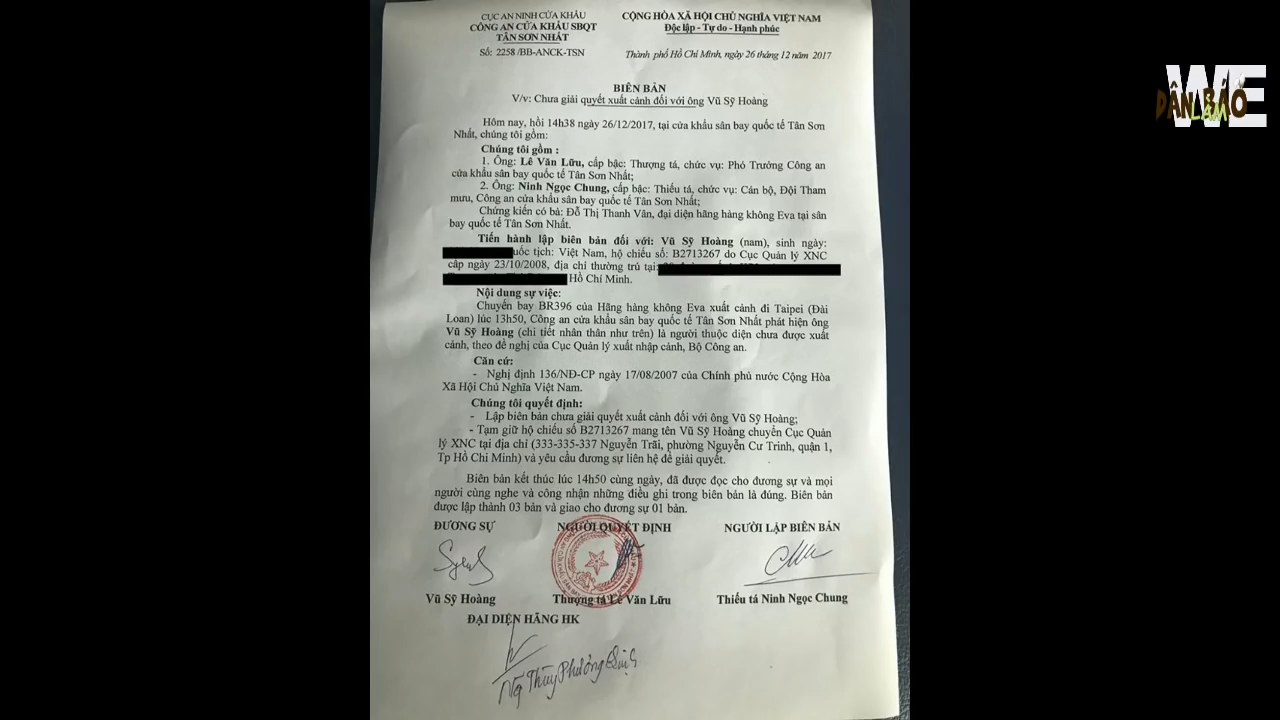 CỤC AN NINH CỬA KHẨU
CÔNG AN CỬA KHẨU SBQT
TÂN SƠN NHẤT
Số: 2258 /BB-ANCK-TSN
CỘNG HÒA XÃ HỘI CHỦ NGHĨA VIỆT NAM
Độc lập - Tự do - Hạnh phúc
Thành phố Hồ Chí Minh, ngày 26 tháng 12 năm 2017
WE
DÂN BÁO
LÀM
BIÊN BẢN
V/v: Chưa giải quyết xuất cảnh đối với ông Vũ Sỹ Hoàng
Hôm nay, hồi 14h38 ngày 26/12/2017, tại cửa khẩu sân bay quốc tế Tân Sơn
Nhất, chúng tôi gồm:
Chúng tôi gồm :
1. Ông: Lê Văn Lữu, cấp bậc: Thượng tá, chức vụ: Phó Trưởng Công an
cửa khẩu sân bay quốc tế Tân Sơn Nhất;
2. Ông: Ninh Ngọc Chung, cấp bậc: Thiếu tá, chức vụ: Cán bộ, Đội Tham
mưu, Công an cửa khẩu sân bay quốc tế Tân Sơn Nhất;
Chứng kiến có bà: Đỗ Thị Thanh Vân, đại diện hãng hàng không Eva tại sân
bay quốc tế Tân Sơn Nhất.
Tiến hành lập biên bản đối với: Vũ Sỹ Hoàng (nam), sinh ngày:
uốc tịch: Việt Nam, hộ chiếu số: B2713267 do Cục Quản lý XNC
cấp ngày 23/10/2008, địa chỉ thường trú tại:
Hồ Chí Minh.
Nội dung sự việc:
Chuyến bay BR396 của Hãng hàng không Eva xuất cảnh đi Taipei (Đài
Loan) lúc 13h50, Công an cửa khẩu sân bay quốc tế Tân Sơn Nhất phát hiện ông
Vũ Sỹ Hoàng (chi tiết nhân thân như trên) là người thuộc diện chưa được xuất
cảnh, theo đề nghị của Cục Quản lý xuất nhập cảnh, Bộ Công an.
Căn cứ:
- Nghị định 136/NĐ-CP ngày 17/08/2007 của Chính phủ nước Cộng Hòa
Xã Hội Chủ Nghĩa Việt Nam.
Chúng tôi quyết định:
- Lập biên bản chưa giải quyết xuất cảnh đối với ông Vũ Sỹ Hoàng;
- Tạm giữ hộ chiếu số B2713267 mang tên Vũ Sỹ Hoàng chuyển Cục Quản
lý XNC tại địa chỉ (333-335-337 Nguyễn Trãi, phường Nguyễn Cư Trinh, quận 1,
Tp Hồ Chí Minh) và yêu cầu đương sự liên hệ để giải quyết.
Biên bản kết thúc lúc 14h50 cùng ngày, đã được đọc cho đương sự và mọi
người cùng nghe và công nhận những điều ghi trong biên bản là đúng. Biên bản
được lập thành 03 bản và giao cho đương sự 01 bản.
ĐƯƠNG SỰ
NGƯỜI QUYẾT ĐỊNH
NGƯỜI LẬP BIÊN BẢN
Vũ Sỹ Hoàng
Thượng tá Lê Văn Lữu
Thiếu tá Ninh Ngọc Chung
ĐẠI DIỆN HÃNG HK